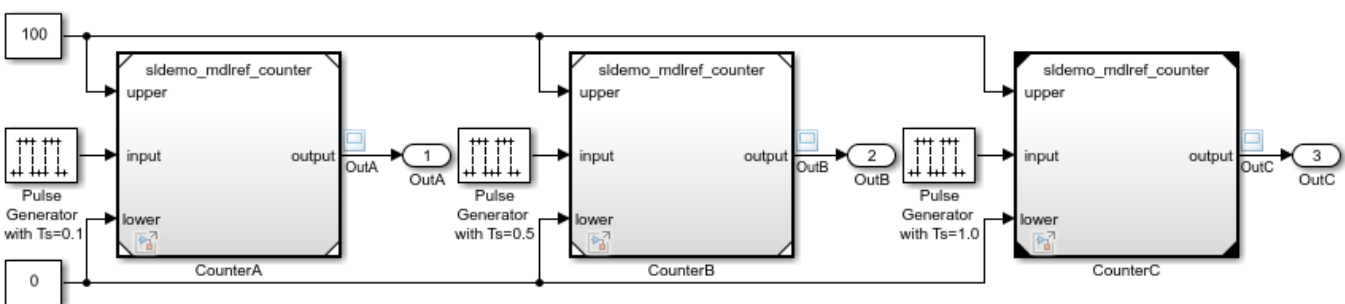 100
sldemo_mdlref_counter
upper
input
output
lower
CounterA
Pulse
Generator
with Ts=0.1
OutA
1
OutA
sldemo_mdlref_counter
upper
input
output
lower
CounterB
Pulse
Generator
with Ts=0.5
OutB
2
OutB
sldemo_mdlref_counter
upper
input
output
lower
CounterC
Pulse
Generator
with Ts=1.0
OutC
3
OutC
0